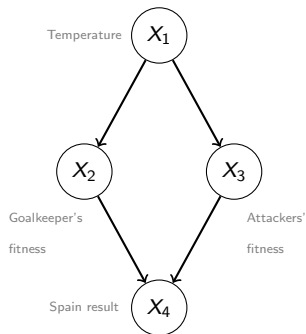 Temperature X₁
X₂ X₃
Goalkeeper's Attackers'
fitness fitness
Spain result X₄